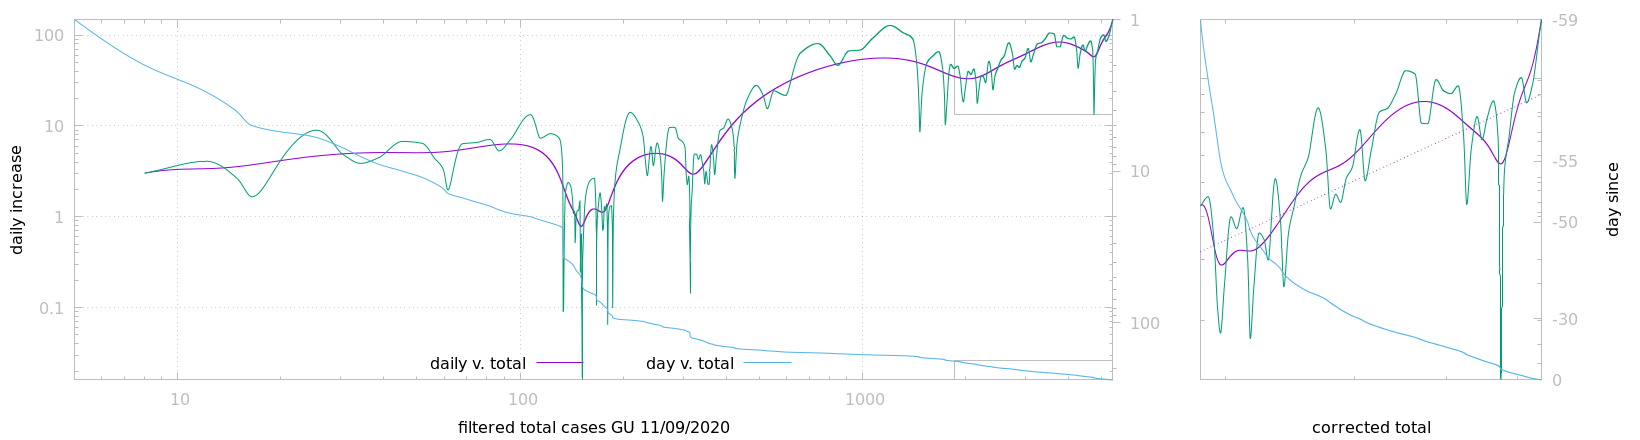 daily increase
100
10
1
0.1
daily v. total
day v. total
10
100
1000
filtered total cases GU 11/09/2020
1
10
100
-59
-55
-50
-30
0
day since
corrected total